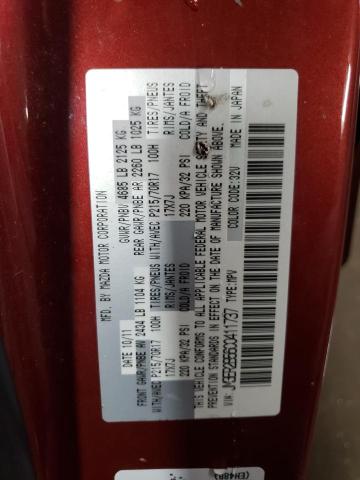 MFD. BY MAZDA MOTOR CORPORATION
DATE 10/11 GVWR/PNBV 4685 LB 2125 KG
FRONT GAWR/PNBE AV 2434 LB 1104 KG REAR GAWR/PNBE AR 2260 LB 1025 KG
P215/70R17 100H TIRES/PNEUS WITH/AVEC P215/70R17 100H TIRES/PNEUS
17X7J RIMS/JANTES 17X7J RIMS/JANTES
220 KPA/32 PSI COLD/A FROID 220 KPA/32 PSI COLD/A FROID
THIS VEHICLE CONFORMS TO ALL APPLICABLE FEDERAL MOTOR VEHICLE SAFETY AND THEFT
PREVENTION STANDARDS IN EFFECT ON THE DATE OF MANUFACTURE SHOWN ABOVE.
MADE IN JAPAN
VIN: TYPE:MPV COLOR CODE:32U
(EH48A)